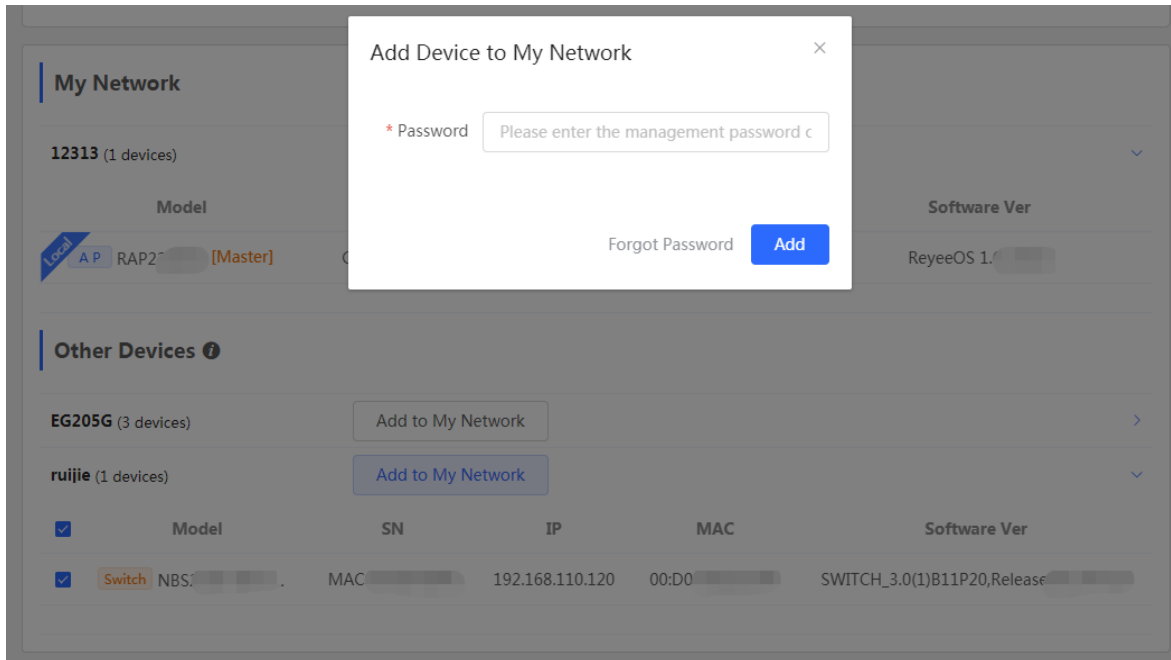 Add Device to My Network
* Password Please enter the management password
Forgot Password Add
My Network
12313 (1 devices)
Model Software Ver
Local AP [Master] ReyeeOS
Other Devices
EG205G (3 devices) Add to My Network
ruijie (1 devices) Add to My Network
Model SN IP MAC Software Ver
Switch 192.168.110.120 00:D0 SWITCH_3.0(1)B11P20,Release